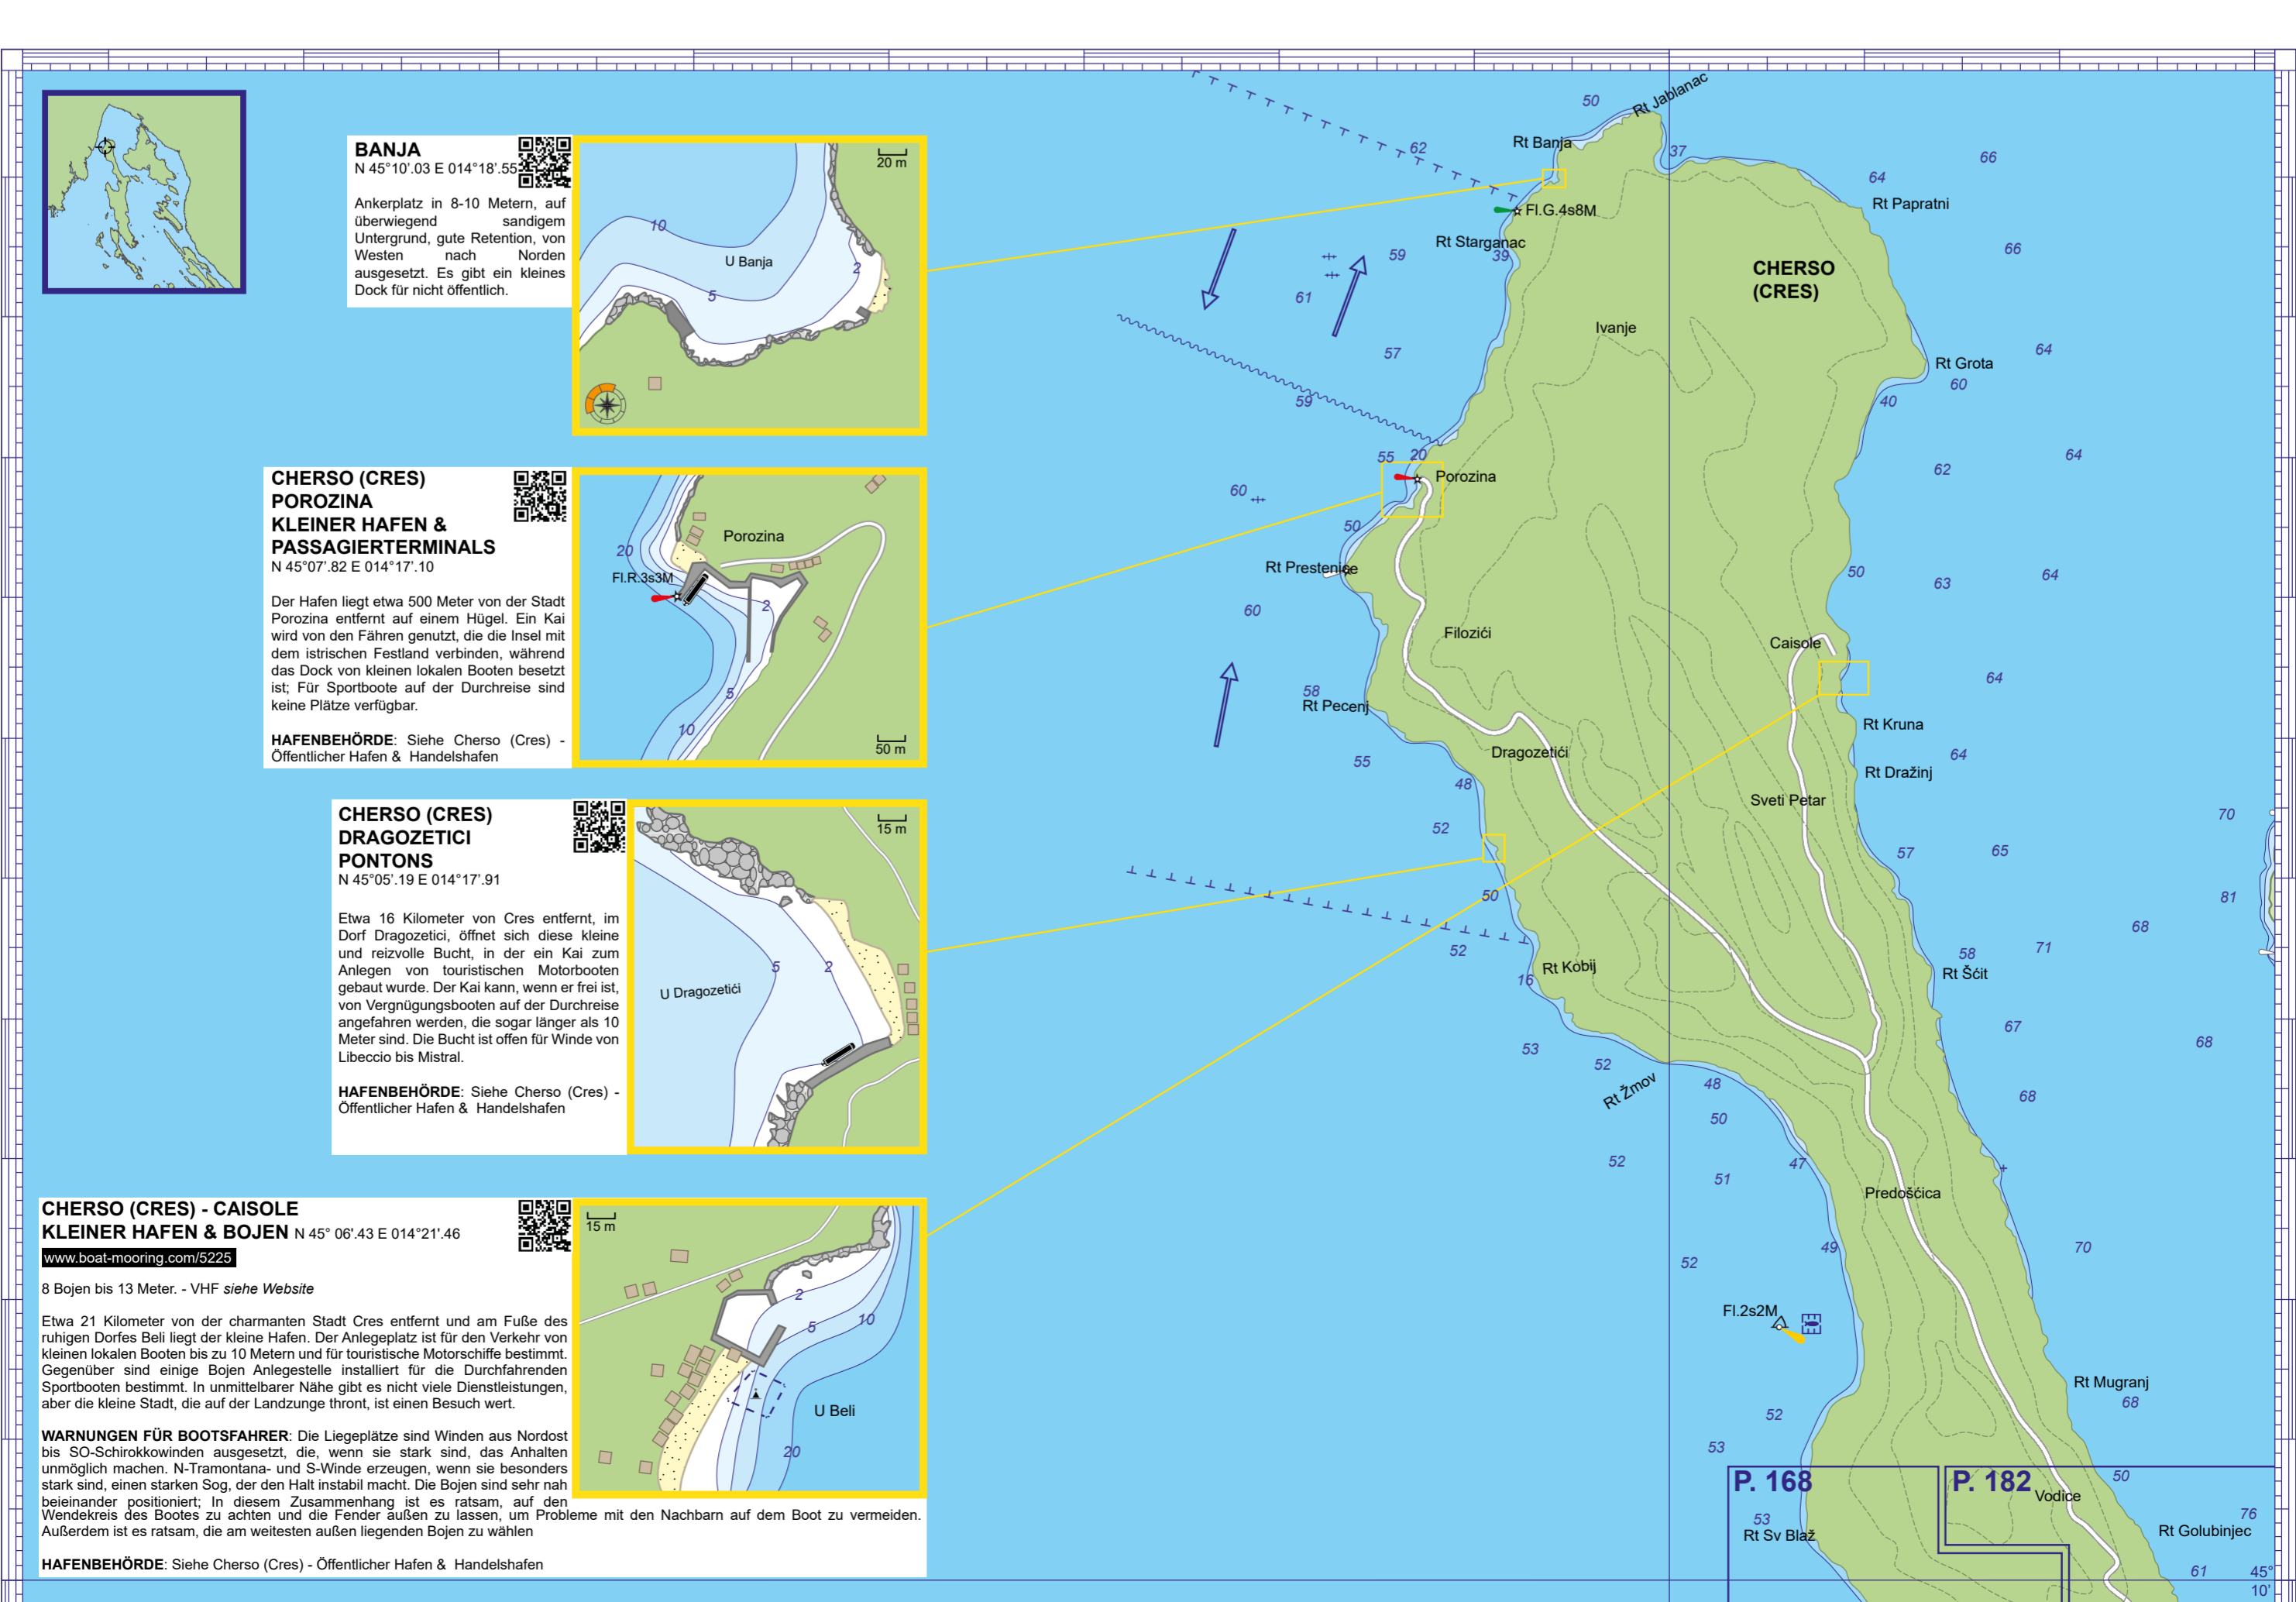 BANJA
N 45°10'.03 E 014°18'.55
Ankerplatz in 8-10 Metern, auf
überwiegend sandigem
Untergrund, gute Retention, von
Westen nach Norden
ausgesetzt. Es gibt ein kleines
Dock für nicht öffentlich.
20 m
10
U Banja
2
5
CHERSO (CRES)
POROZINA
KLEINER HAFEN &
PASSAGIERTERMINALS
N 45°07'.82 E 014°17'.10
Der Hafen liegt etwa 500 Meter von der Stadt
Porozina entfernt auf einem Hügel. Ein Kai
wird von den Fähren genutzt, die die Insel mit
dem istrischen Festland verbinden, während
das Dock von kleinen lokalen Booten besetzt
ist; Für Sportboote auf der Durchreise sind
keine Plätze verfügbar.
HAFENBEHÖRDE: Siehe Cherso (Cres) -
Öffentlicher Hafen & Handelshafen
Porozina
20
Fl.R.3s3M
2
5
10
50 m
CHERSO (CRES)
DRAGOZETICI
PONTONS
N 45°05'.19 E 014°17'.91
Etwa 16 Kilometer von Cres entfernt, im
Dorf Dragozetici, öffnet sich diese kleine
und reizvolle Bucht, in der ein Kai zum
Anlegen von touristischen Motorbooten
gebaut wurde. Der Kai kann, wenn er frei ist,
von Vergnügungsbooten auf der Durchreise
angefahren werden, die sogar länger als 10
Meter sind. Die Bucht ist offen für Winde von
Libeccio bis Mistral.
HAFENBEHÖRDE: Siehe Cherso (Cres) -
Öffentlicher Hafen & Handelshafen
15 m
5
2
U Dragozetići
CHERSO (CRES) - CAISOLE
KLEINER HAFEN & BOJEN N 45° 06'.43 E 014°21'.46
www.boat-mooring.com/5225
8 Bojen bis 13 Meter. - VHF siehe Website
Etwa 21 Kilometer von der charmanten Stadt Cres entfernt und am Fuße des
ruhigen Dorfes Beli liegt der kleine Hafen. Der Anlegeplatz ist für den Verkehr von
kleinen lokalen Booten bis zu 10 Metern und für touristische Motorschiffe bestimmt.
Gegenüber sind einige Bojen Anlegestelle installiert für die Durchfahrenden
Sportbooten bestimmt. In unmittelbarer Nähe gibt es nicht viele Dienstleistungen,
aber die kleine Stadt, die auf der Landzunge thront, ist einen Besuch wert.
WARNUNGEN FÜR BOOTSFAHRER: Die Liegeplätze sind Winden aus Nordost
bis SO-Schirokkowinden ausgesetzt, die, wenn sie stark sind, das Anhalten
unmöglich machen. N-Tramontana- und S-Winde erzeugen, wenn sie besonders
stark sind, einen starken Sog, der den Halt instabil macht. Die Bojen sind sehr nah
beieinander positioniert; In diesem Zusammenhang ist es ratsam, auf den
Wendekreis des Bootes zu achten und die Fender außen zu lassen, um Probleme mit den Nachbarn auf dem Boot zu vermeiden.
Außerdem ist es ratsam, die am weitesten außen liegenden Bojen zu wählen
HAFENBEHÖRDE: Siehe Cherso (Cres) - Öffentlicher Hafen & Handelshafen
15 m
2
5
10
U Beli
20
50
Rt Jablanac
62
Rt Banja
37
66
64
Rt Papratni
Fl.G.4s8M
Rt Starganac
39
59
66
CHERSO
(CRES)
61
Ivanje
57
64
Rt Grota
60
59
40
55
20
64
62
Porozina
60
50
Rt Prestenice
50
63
64
60
Filozići
Caisole
58
Rt Pecenj
64
Rt Kruna
Dragozetići
55
64
Rt Dražinj
48
Sveti Petar
52
70
57
65
50
81
68
52
58
71
Rt Kobij
Rt Šćit
16
67
53
68
52
Rt Žmov
48
68
50
52
47
51
Predošćica
49
70
52
Fl.2s2M
Rt Mugranj
68
52
53
P. 168
P. 182
50
Vodice
53
76
Rt Sv Blaž
Rt Golubinjec
61
45°
10'